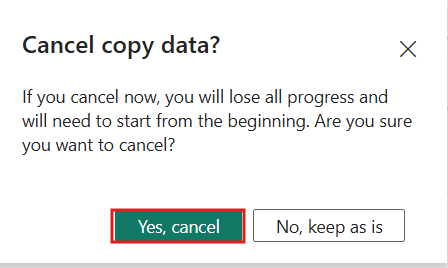 Cancel copy data?
If you cancel now, you will lose all progress and
will need to start from the beginning. Are you sure
you want to cancel?
Yes, cancel
No, keep as is